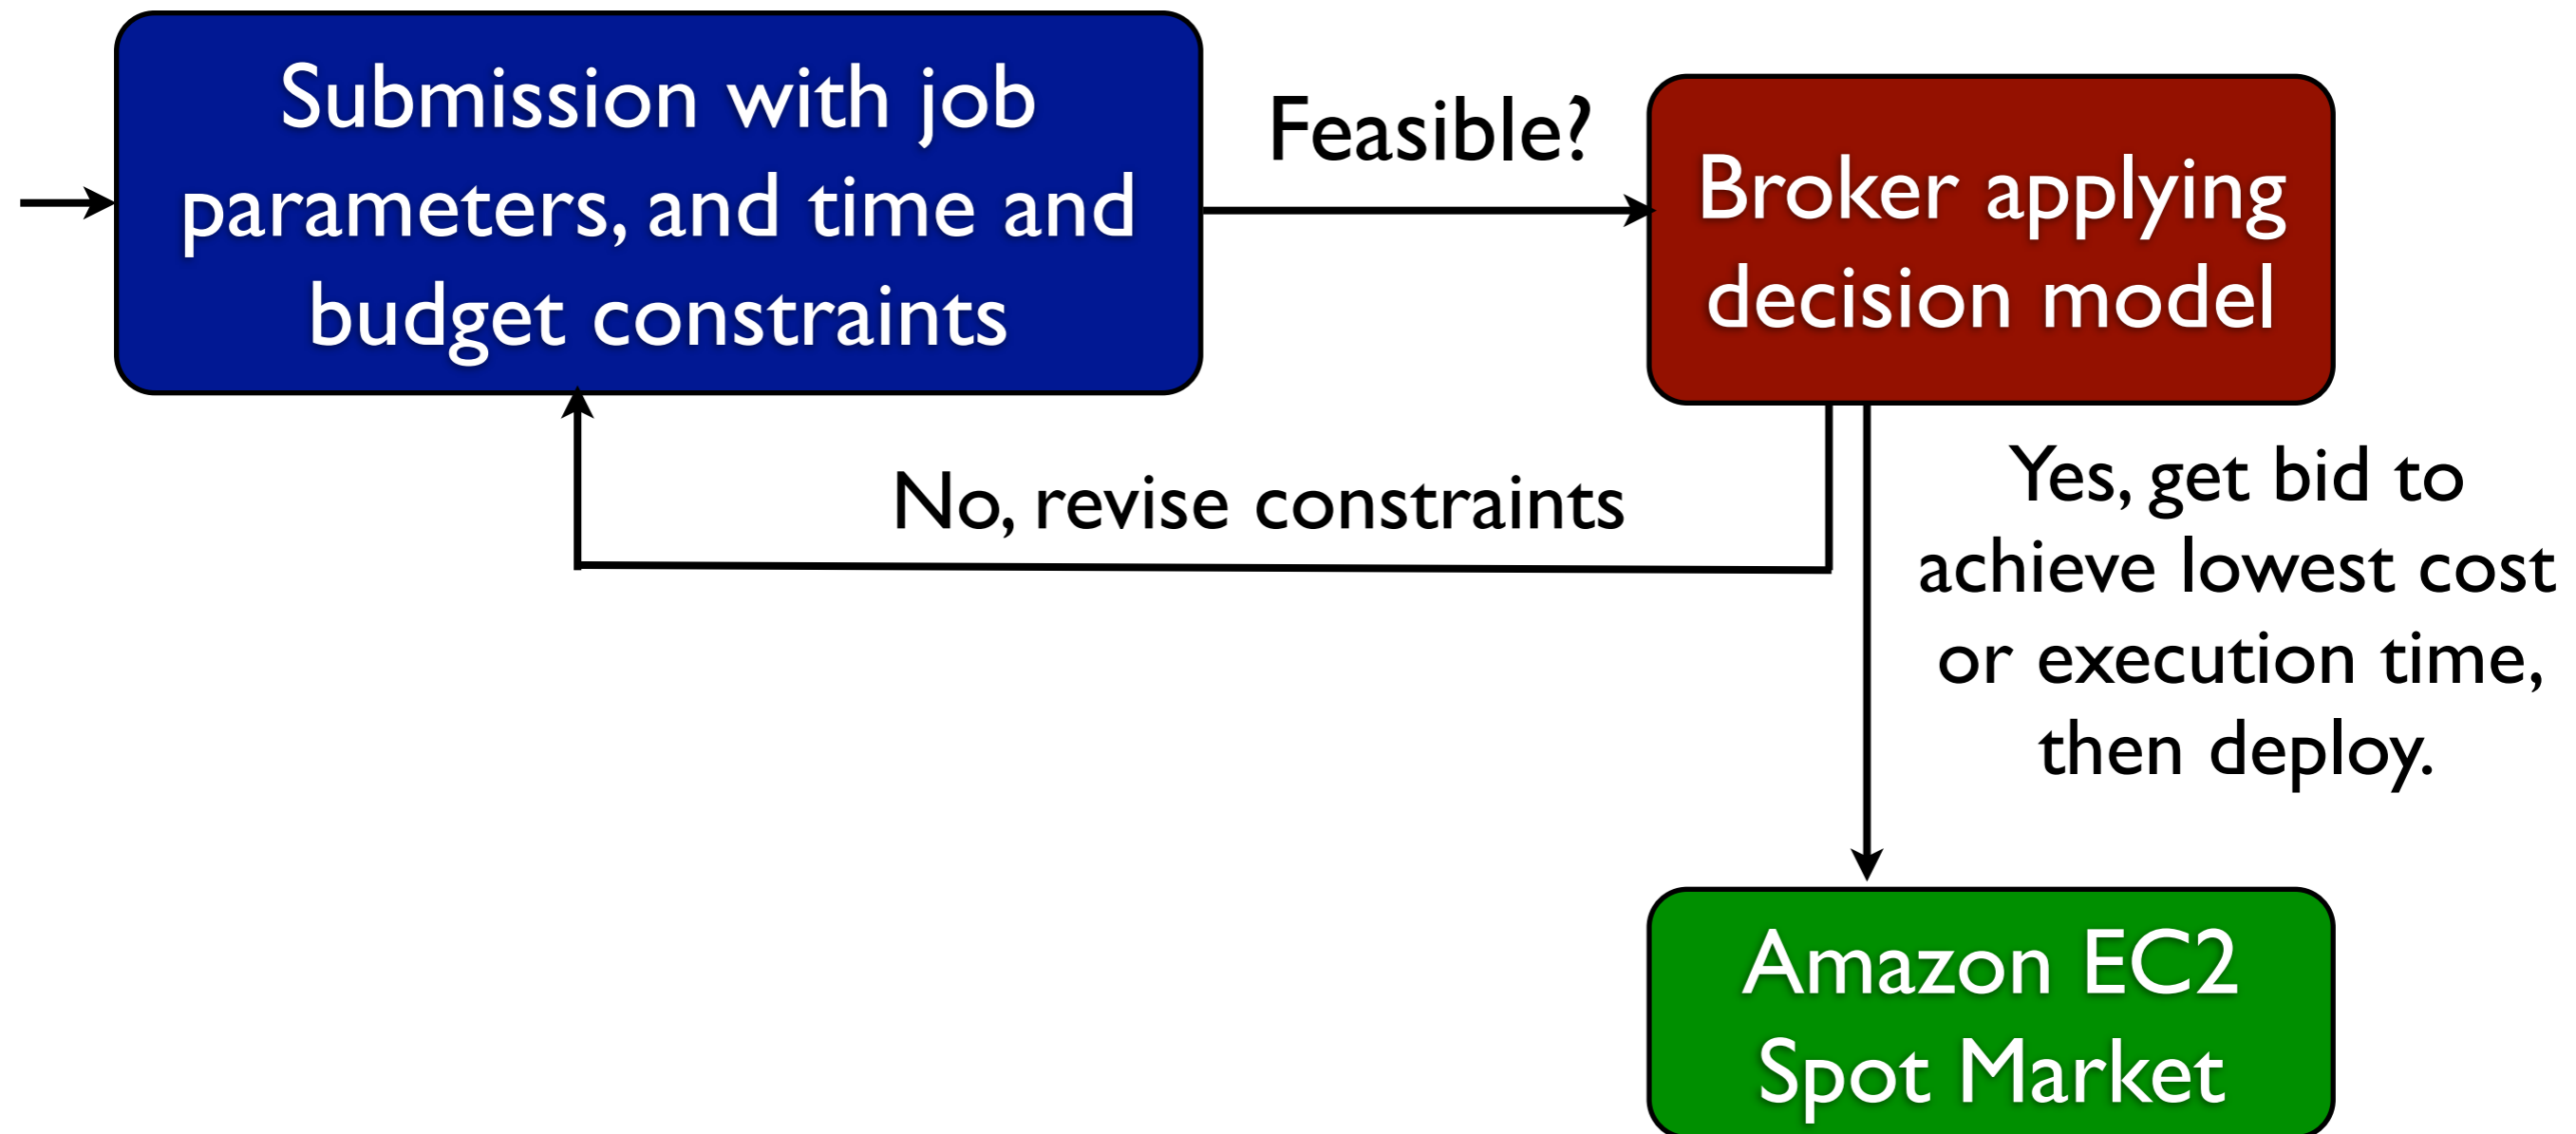 Submission with job
parameters, and time and
budget constraints
Feasible?
Broker applying
decision model
No, revise constraints
Yes, get bid to
achieve lowest cost
or execution time,
then deploy.
Amazon EC2
Spot Market